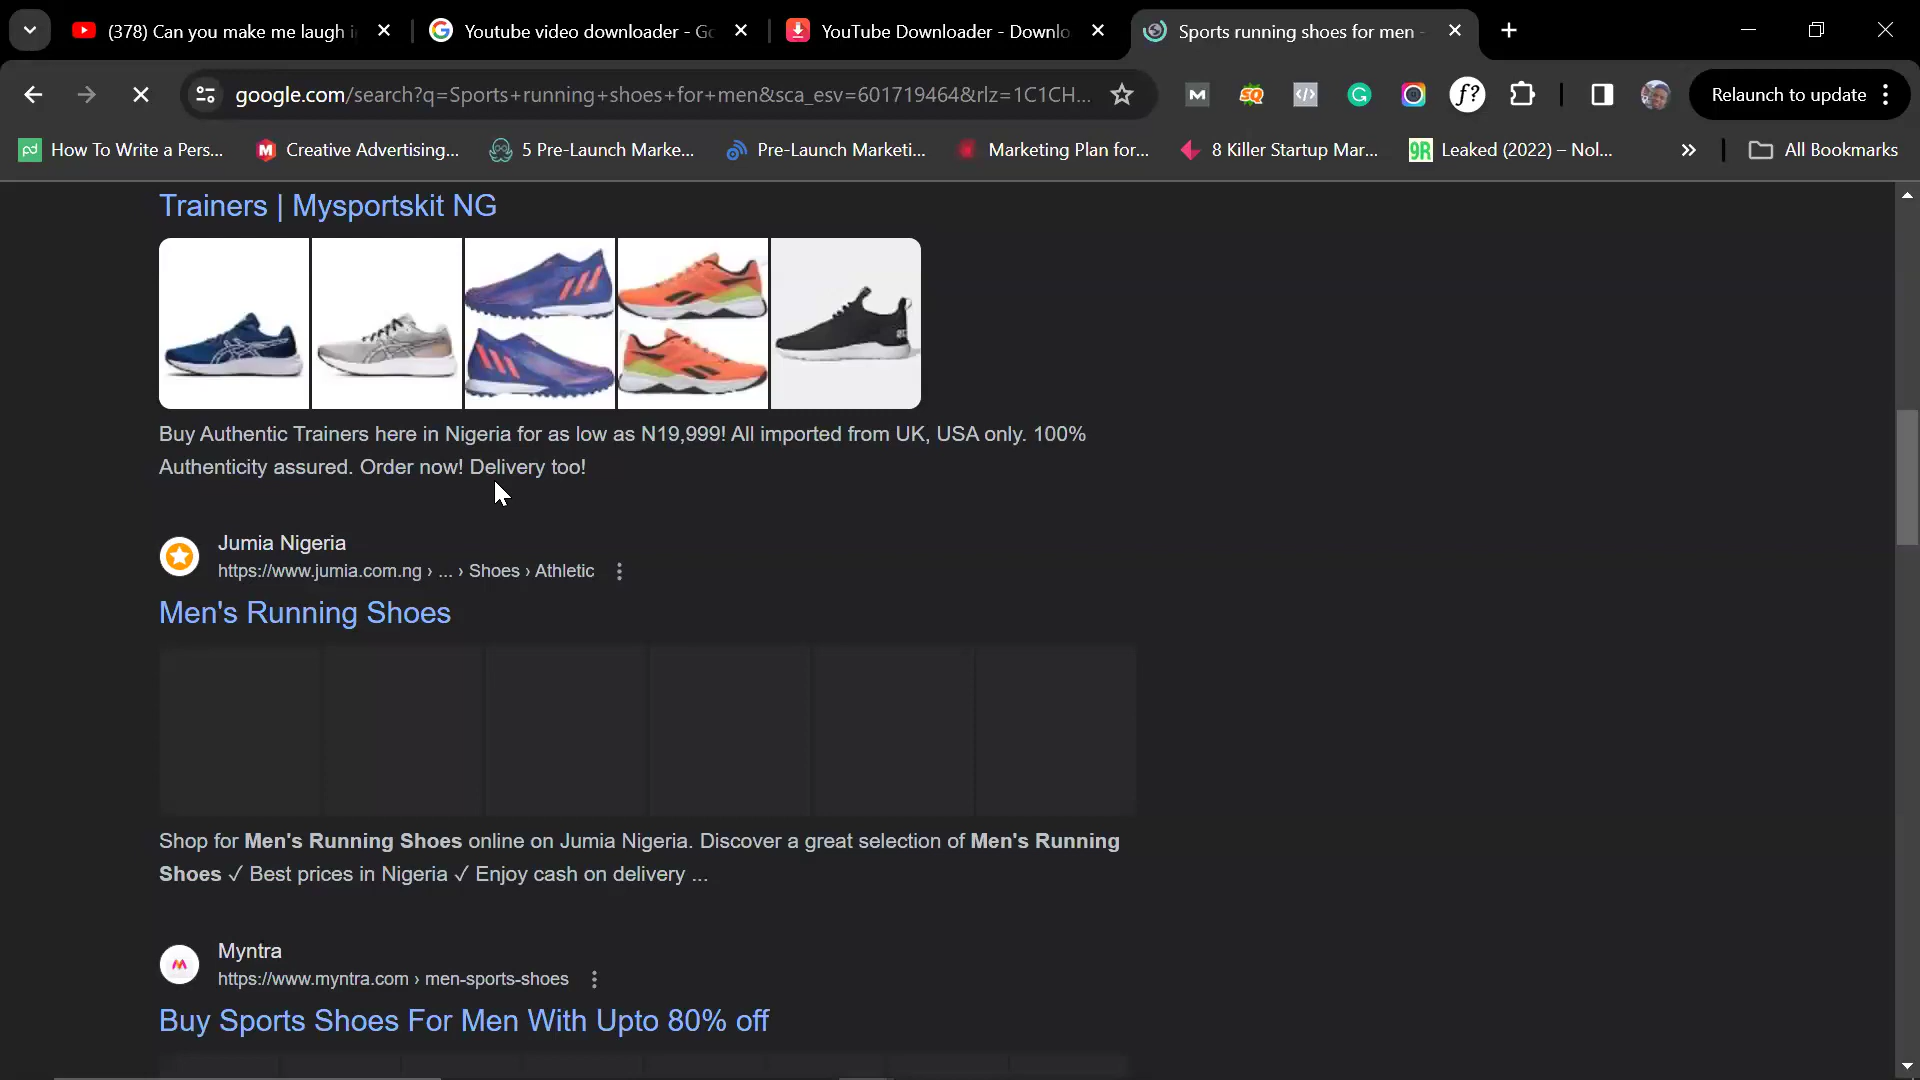 (378) Can you make me laugh i
Youtube video downloader - Go
YouTube Downloader - Downlo
Sports running shoes for men -
google.com/search?q=Sports+running+shoes+for+men&sca_esv=601719464&rlz=1C1CH...
Relaunch to update
How To Write a Pers...
Creative Advertising...
5 Pre-Launch Marke...
Pre-Launch Marketi...
Marketing Plan for...
8 Killer Startup Mar...
Leaked (2022) – Nol...
All Bookmarks
Trainers | Mysportskit NG
Buy Authentic Trainers here in Nigeria for as low as N19,999! All imported from UK, USA only. 100%
Authenticity assured. Order now! Delivery too!
Jumia Nigeria
https://www.jumia.com.ng › ... › Shoes › Athletic
Men's Running Shoes
Shop for Men's Running Shoes online on Jumia Nigeria. Discover a great selection of Men's Running
Shoes ✓ Best prices in Nigeria ✓ Enjoy cash on delivery ...
Myntra
https://www.myntra.com › men-sports-shoes
Buy Sports Shoes For Men With Upto 80% off